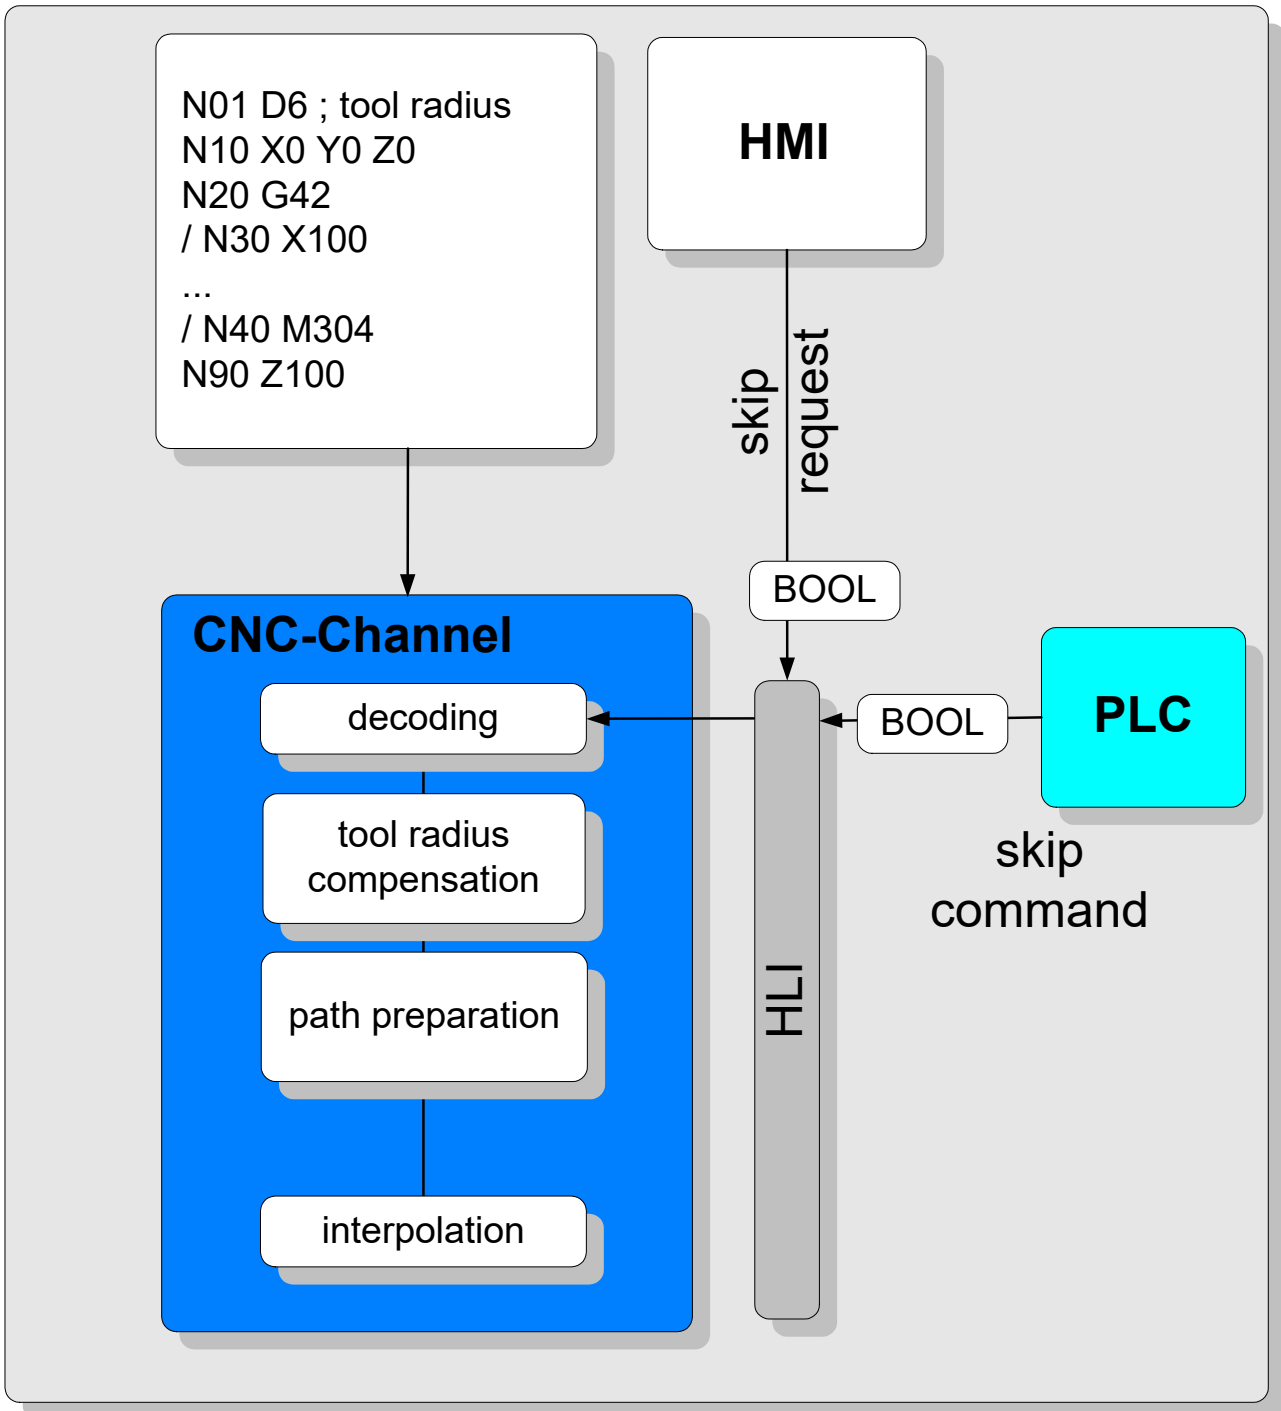 N01 D6 ; tool radius
N10 X0 Y0 Z0
N20 G42
/ N30 X100
...
/ N40 M304
N90 Z100
HMI
skip
request
BOOL
CNC-Channel
decoding
tool radius
compensation
path preparation
interpolation
HLI
BOOL
PLC
skip
command